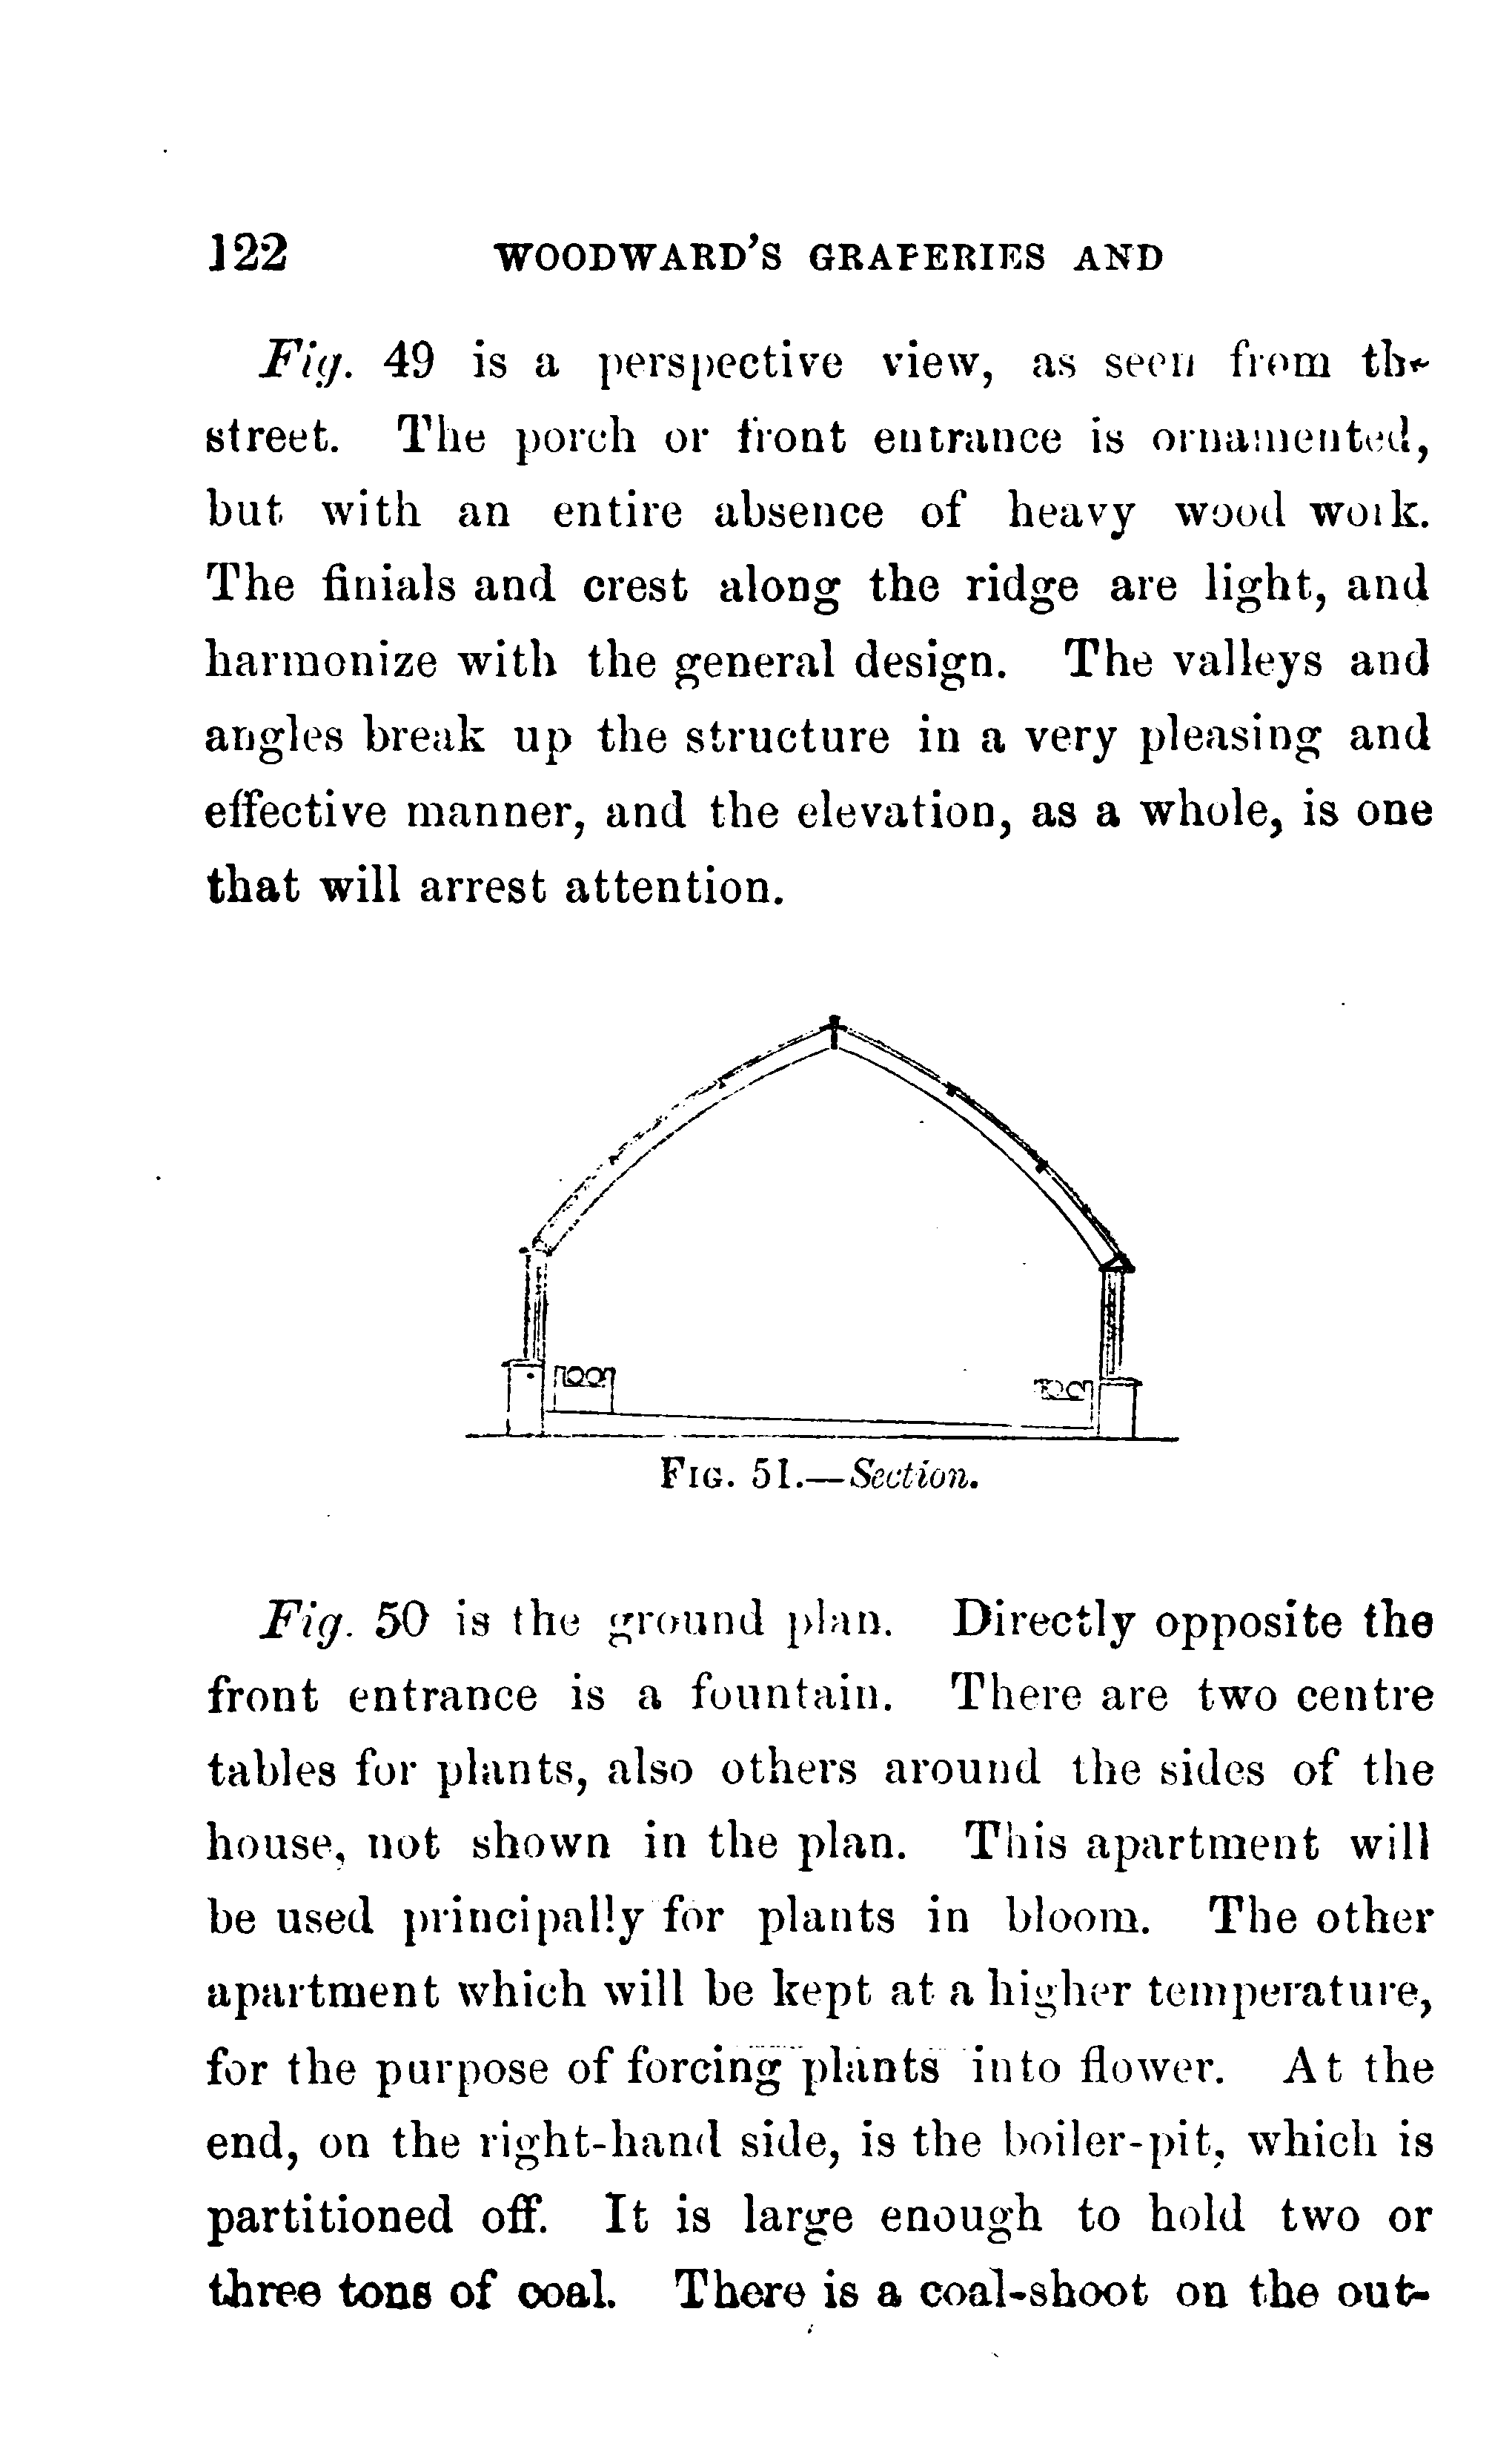 122 WOODWARD'S GRAPERIES AND
Fig. 49 is a perspective view, as seen from the
street. The porch or front entrance is ornamented,
but with an entire absence of heavy wood work.
The finials and crest along the ridge are light, and
harmonize with the general design. The valleys and
angles break up the structure in a very pleasing and
effective manner, and the elevation, as a whole, is one
that will arrest attention.
FIG. 51.—Section.
Fig. 50 is the ground plan. Directly opposite the
front entrance is a fountain. There are two centre
tables for plants, also others around the sides of the
house, not shown in the plan. This apartment will
be used principally for plants in bloom. The other
apartment which will be kept at a higher temperature,
for the purpose of forcing plants into flower. At the
end, on the right-hand side, is the boiler-pit, which is
partitioned off. It is large enough to hold two or
three tons of coal. There is a coal-shoot on the out-